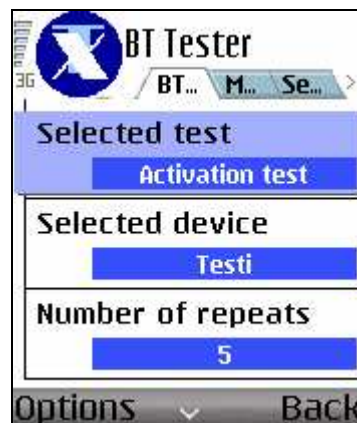 BT Tester
3G
BT... M... Se...
Selected test
Activation test
Selected device
Testi
Number of repeats
5
Options Back